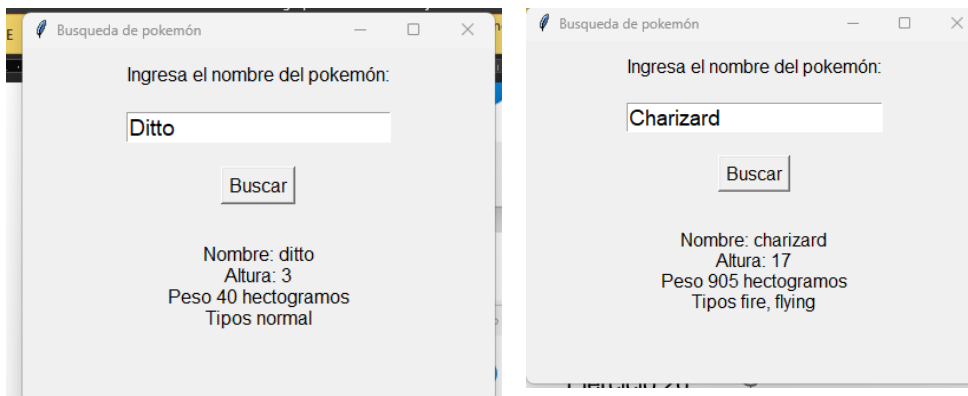 Busqueda de pokemón
Ingresa el nombre del pokemón:
Ditto
Buscar
Nombre: ditto
Altura: 3
Peso 40 hectogramos
Tipos normal
Busqueda de pokemón
Ingresa el nombre del pokemón:
Charizard
Buscar
Nombre: charizard
Altura: 17
Peso 905 hectogramos
Tipos fire, flying